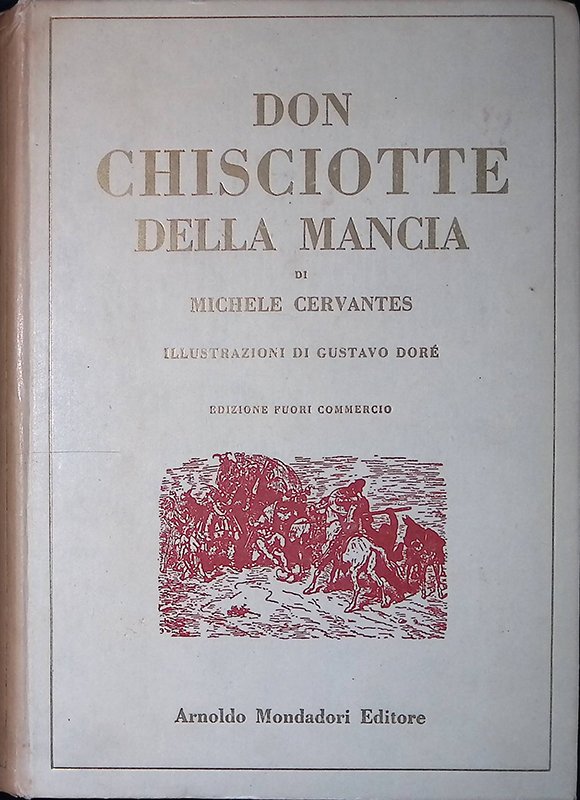 DON
CHISCIOTTE
DELLA MANCIA
DI
MICHELE CERVANTES
ILLUSTRAZIONI DI GUSTAVO DORÉ
EDIZIONE FUORI COMMERCIO
Arnoldo Mondadori Editore